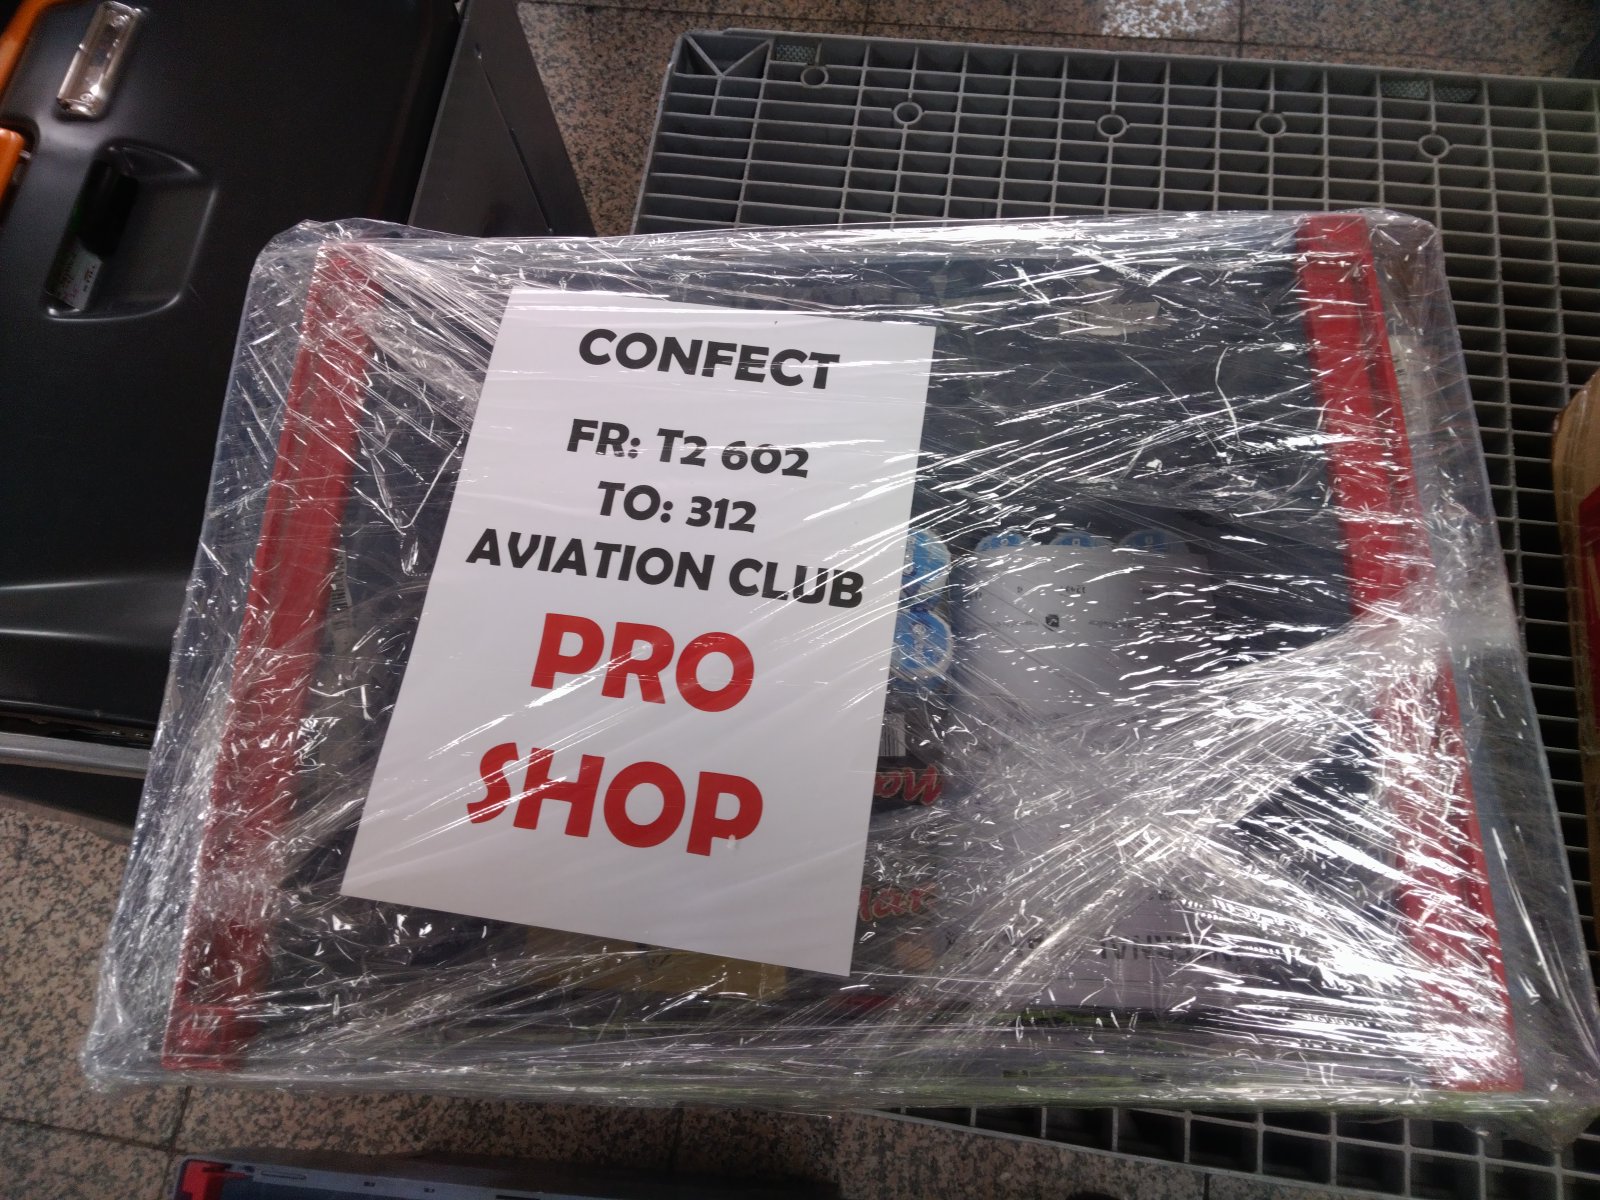 CONFECT
FR: T2 602
TO: 312
AVIATION CLUB
PRO
SHOP